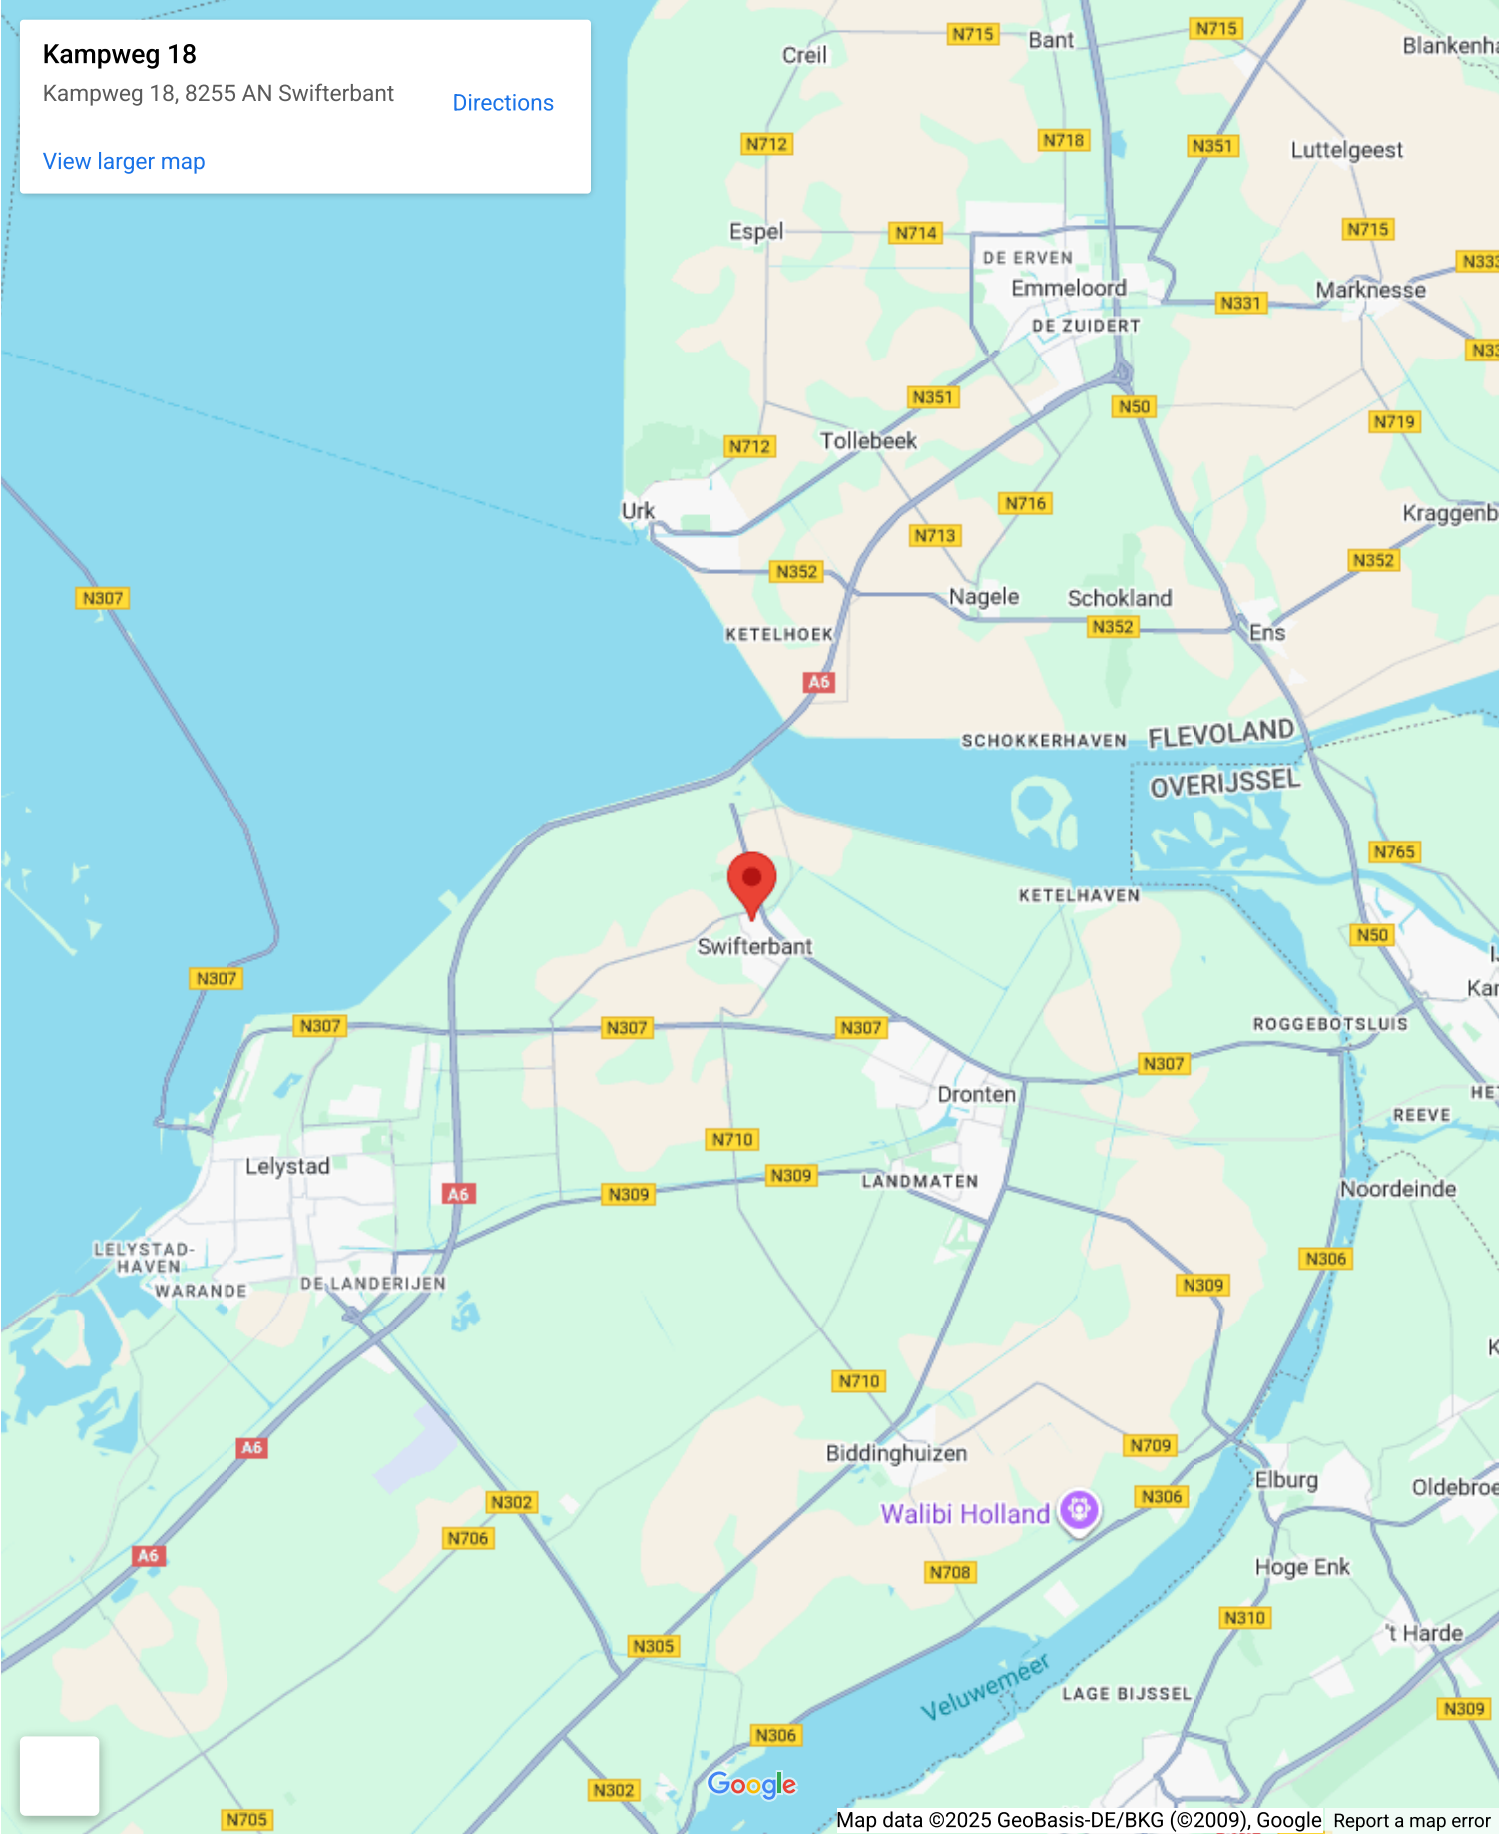 Kampweg 18
Kampweg 18, 8255 AN Swifterbant
Directions
View larger map
N715
Bant
N715
Creil
Blankenha
N712
N718
N351
Luttelgeest
Espel
N714
N715
DE ERVEN
N333
Emmeloord
N331
Marknesse
DE ZUIDERT
N33
N351
N50
N719
N712
Tollebeek
Urk
N716
Kraggenb
N713
N352
N352
Nagele
Schokland
N307
KETELHOEK
N352
Ens
A6
SCHOKKERHAVEN
FLEVOLAND
OVERIJSSEL
N765
KETELHAVEN
Swifterbant
N50
N307
Kar
N307
N307
N307
ROGGEBOTSLUIS
N307
Dronten
HET
REEVE
N710
Lelystad
A6
N309
N309
LANDMATEN
Noordeinde
LELYSTAD-
HAVEN
WARANDE
DE LANDERIJEN
N306
N309
K
N710
A6
Biddinghuizen
N709
Elburg
Oldebroe
N302
Walibi Holland
N306
N706
A6
N708
Hoge Enk
N310
't Harde
N305
Veluwemeer
LAGE BIJSSEL
N309
N306
Google
N302
N705
Map data ©2025 GeoBasis-DE/BKG (©2009), Google
Report a map error